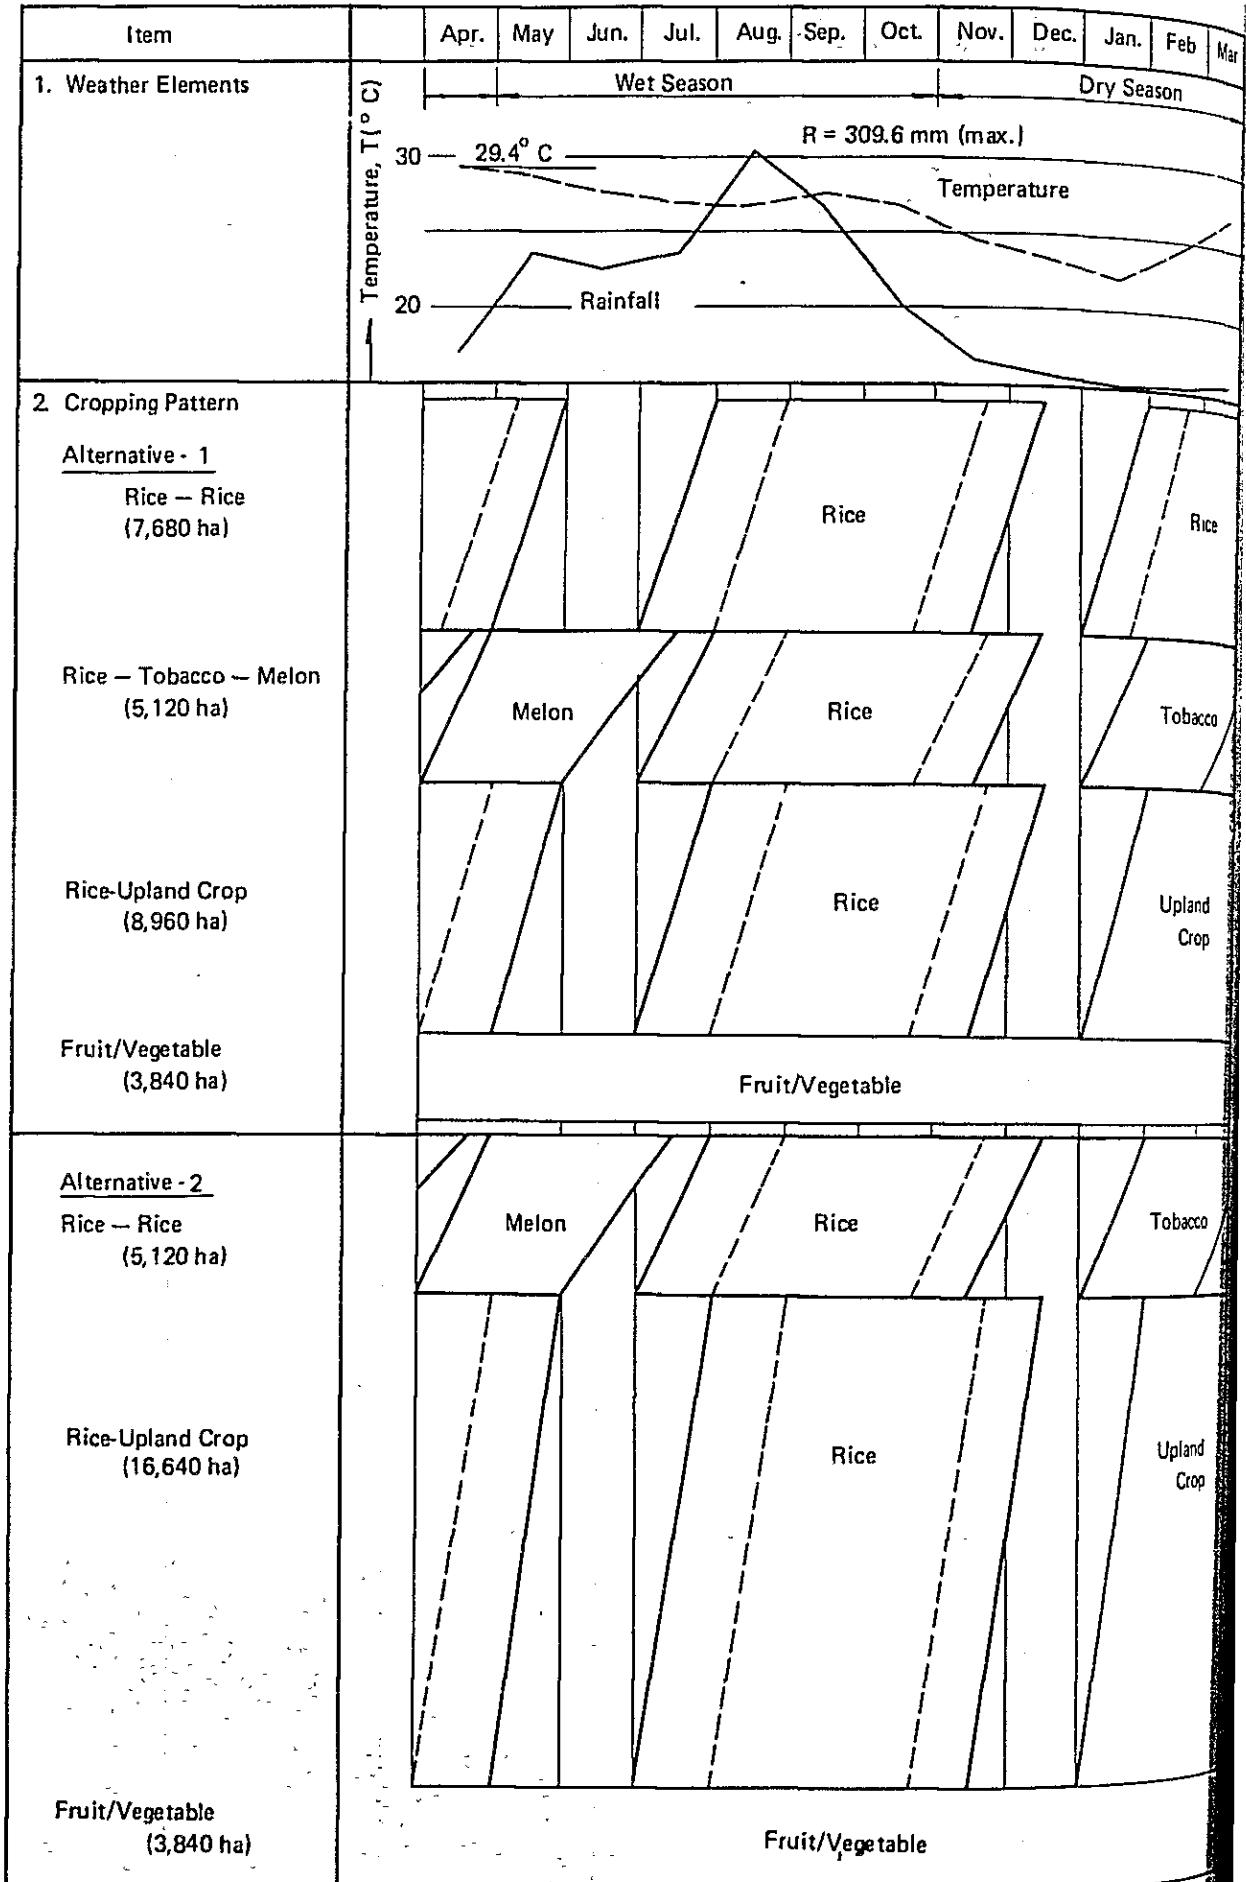 Item Apr. May Jun. Jul. Aug. Sep. Oct. Nov. Dec. Jan. Feb Mar
1. Weather Elements
Wet Season Dry Season
Temperature, T(° C)
R = 309.6 mm (max.)
30 29.4° C
Temperature
20 Rainfall
2. Cropping Pattern
Alternative - 1
Rice — Rice
(7,680 ha)
Rice Rice
Rice — Tobacco — Melon
(5,120 ha)
Melon Rice Tobacco
Rice-Upland Crop
(8,960 ha)
Rice Upland
Crop
Fruit/Vegetable
(3,840 ha)
Fruit/Vegetable
Alternative - 2
Rice — Rice
(5,120 ha)
Melon Rice Tobacco
Rice-Upland Crop
(16,640 ha)
Rice Upland
Crop
Fruit/Vegetable
(3,840 ha)
Fruit/Vegetable